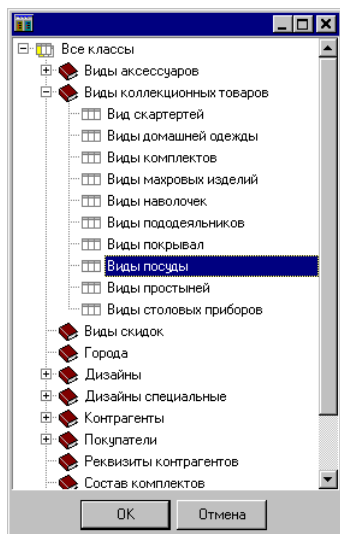 Все классы
Виды аксессуаров
Виды коллекционных товаров
Вид скартертей
Виды домашней одежды
Виды комплектов
Виды махровых изделий
Виды наволочек
Виды пододеяльников
Виды покрывал
Виды посуды
Виды простыней
Виды столовых приборов
Виды скидок
Города
Дизайны
Дизайны специальные
Контрагенты
Покупатели
Реквизиты контрагентов
Состав комплектов
OK Отмена